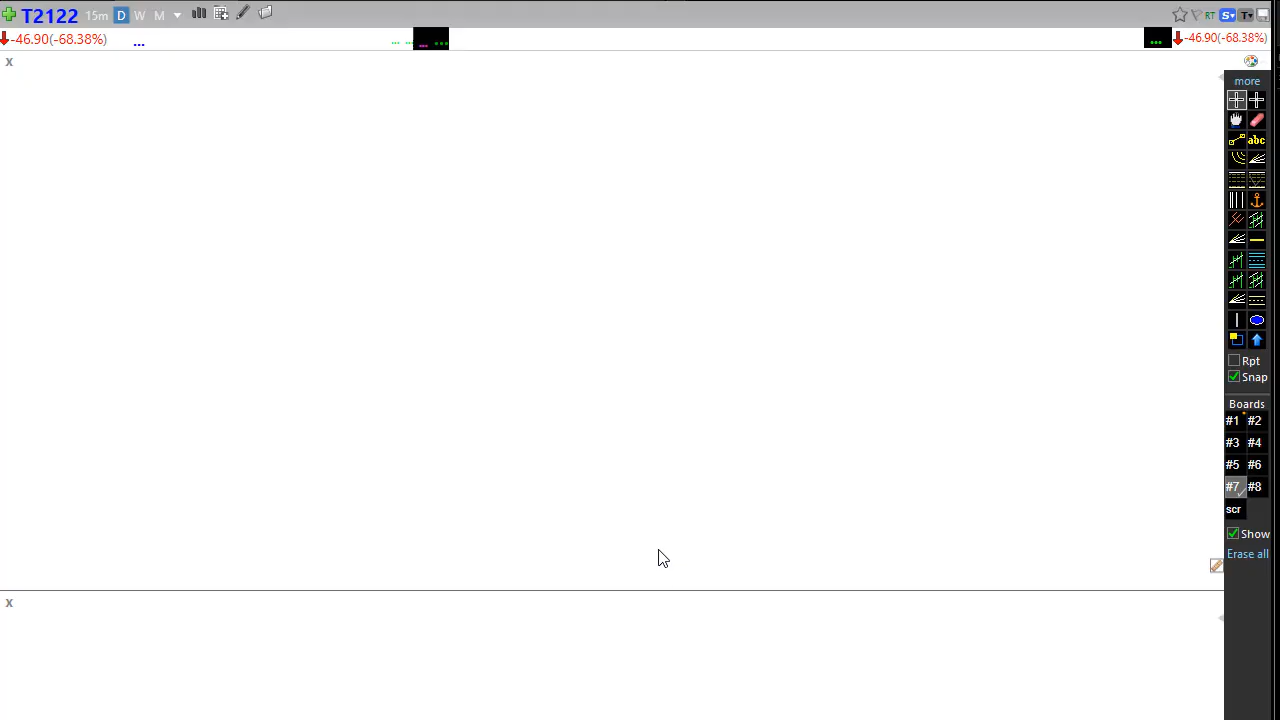 T2122 15m D W M RT S T
-46.90(-68.38%) ... ... ... ... ... ... -46.90(-68.38%)
X
more
abc
Rpt
Snap
Boards
#1 #2
#3 #4
#5 #6
#7 #8
scr
Show
Erase all
X